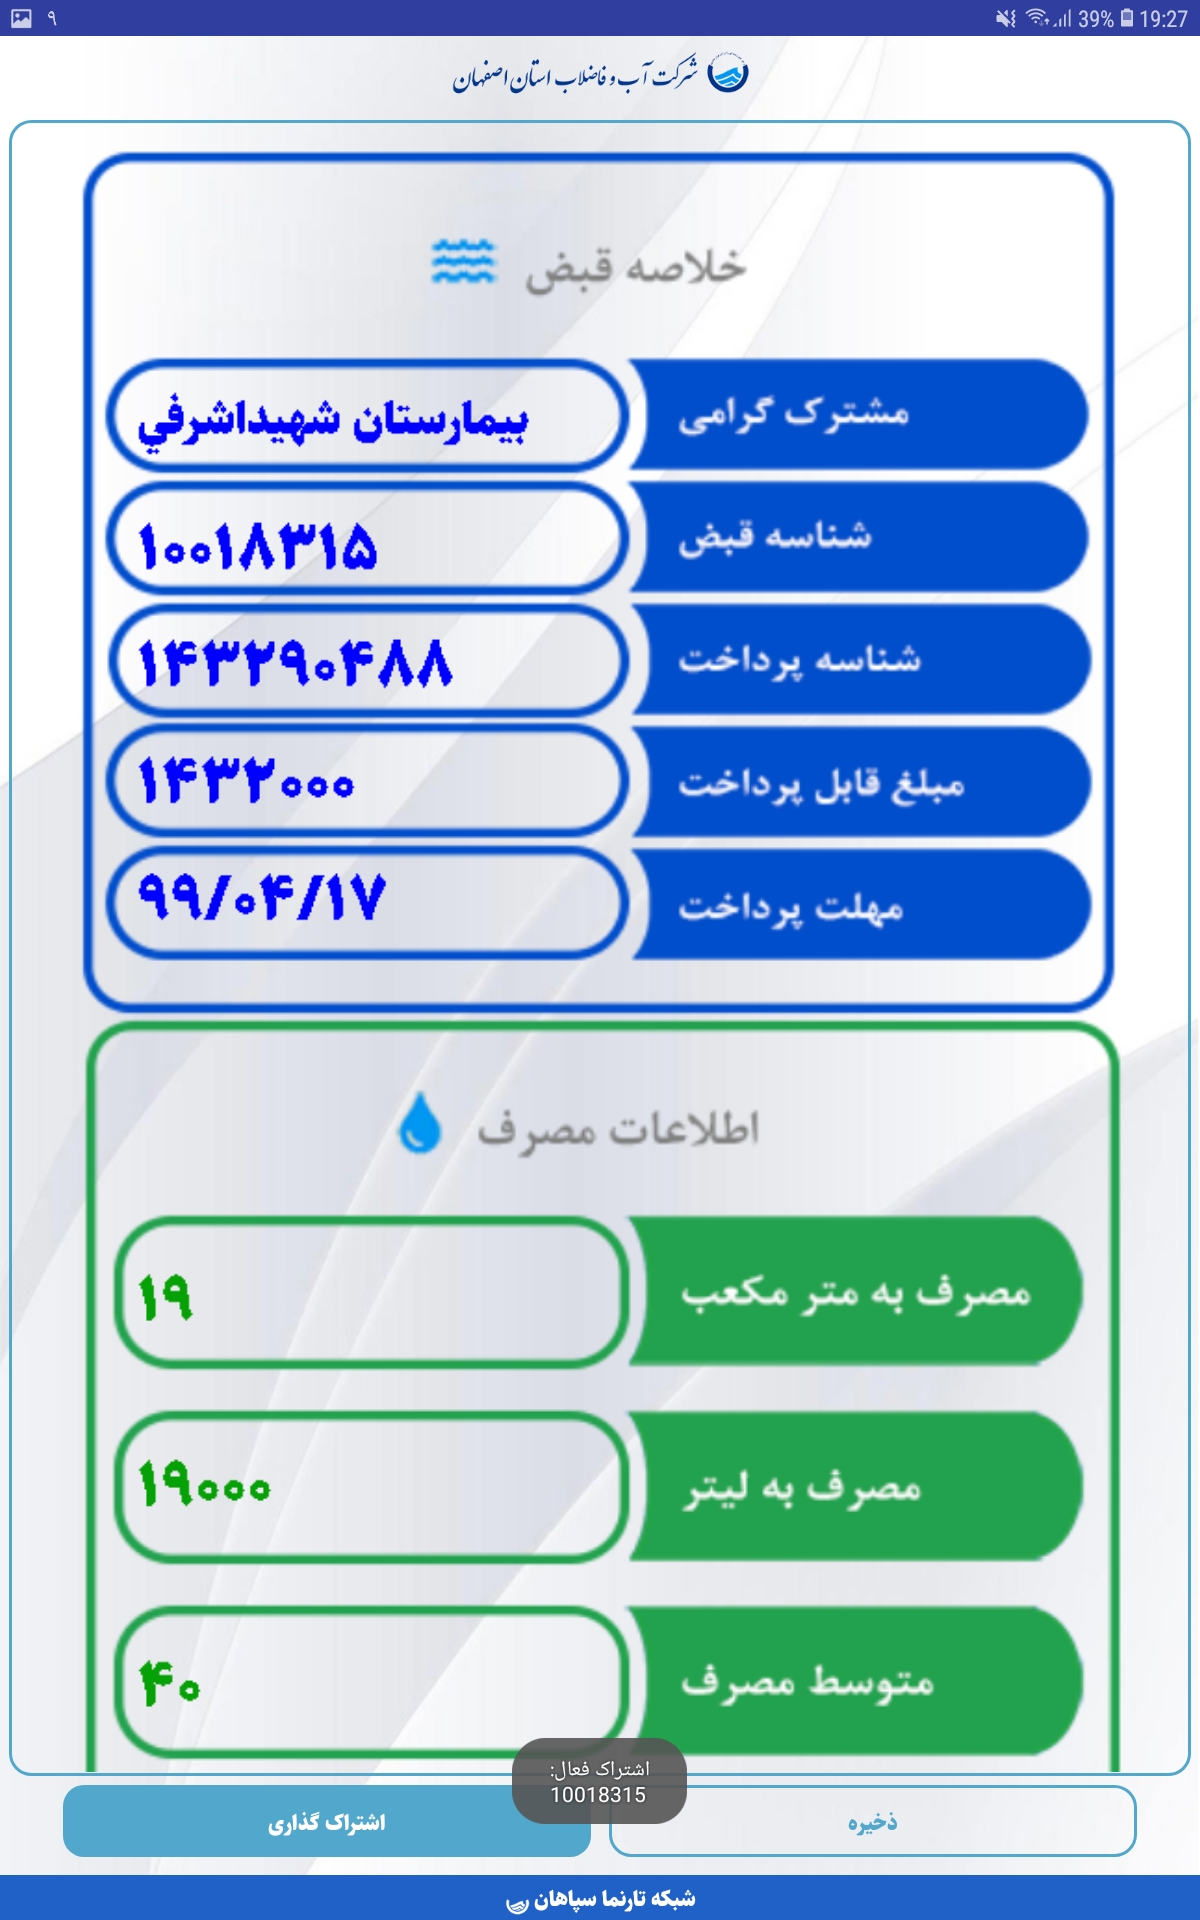 ۹
39% 19:27
شرکت آب و فاضلاب استان اصفهان
خلاصه قبض
مشترک گرامی
بيمارستان شهيداشرفي
شناسه قبض
۱۰۰۱۸۳۱۵
شناسه پرداخت
۱۴۳۲۹۰۴۸۸
مبلغ قابل پرداخت
۱۴۳۲۰۰۰
مهلت پرداخت
۹۹/۰۴/۱۷
اطلاعات مصرف
مصرف به متر مکعب
۱۹
مصرف به لیتر
۱۹۰۰۰
متوسط مصرف
۴۰
اشتراک فعال:
10018315
ذخیره
اشتراک گذاری
شبکه تارنما سپاهان